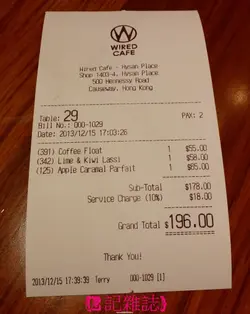 W
WIRED
CAFE
Wired Cafe - Hysan Place
Shop 1403-4, Hysan Place
500 Hennessy Road
Causeway, Hong Kong
Table: 29 PAX: 2
Bill No.: 000-1029
Date: 2013/12/15 17:03:26
(391) Coffee Float 1 $55.00
(342) Lime & Kiwi Lassi 1 $58.00
(125) Apple Caramel Parfait 1 $65.00
Sub-Total $178.00
Service Charge (10%) $18.00
Grand Total $196.00
Thank You!
2013/12/15 17:39:39 Terry 000-1029 [1]
記雜誌}